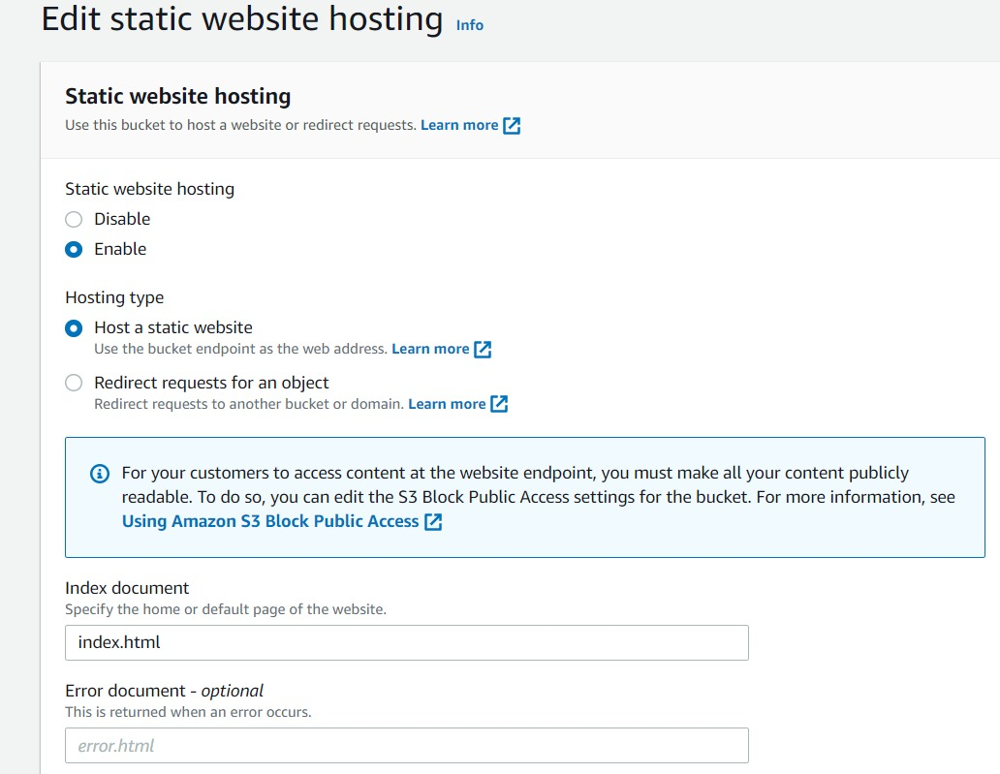 Edit static website hosting Info
Static website hosting
Use this bucket to host a website or redirect requests. Learn more
Static website hosting
Disable
Enable
Hosting type
Host a static website
Use the bucket endpoint as the web address. Learn more
Redirect requests for an object
Redirect requests to another bucket or domain. Learn more
For your customers to access content at the website endpoint, you must make all your content publicly
readable. To do so, you can edit the S3 Block Public Access settings for the bucket. For more information, see
Using Amazon S3 Block Public Access
Index document
Specify the home or default page of the website.
index.html
Error document - optional
This is returned when an error occurs.
error.html